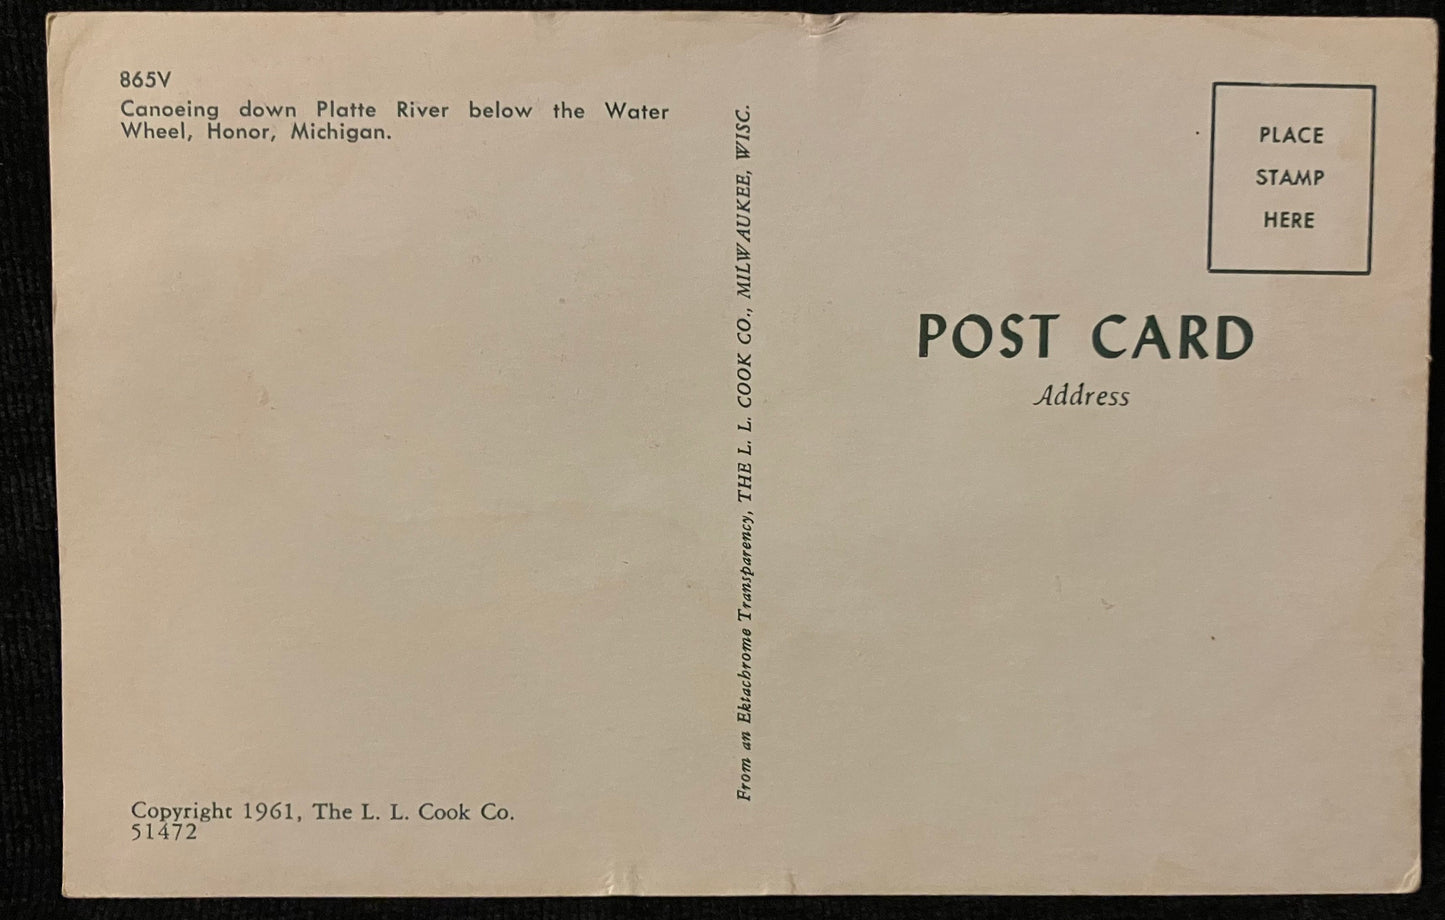 865V
Canoeing down Platte River below the Water
Wheel, Honor, Michigan.
Copyright 1961, The L. L. Cook Co.
51472
From an Ektachrome Transparency, THE L. L. COOK CO., MILWAUKEE, WISC.
PLACE
STAMP
HERE
POST CARD
Address